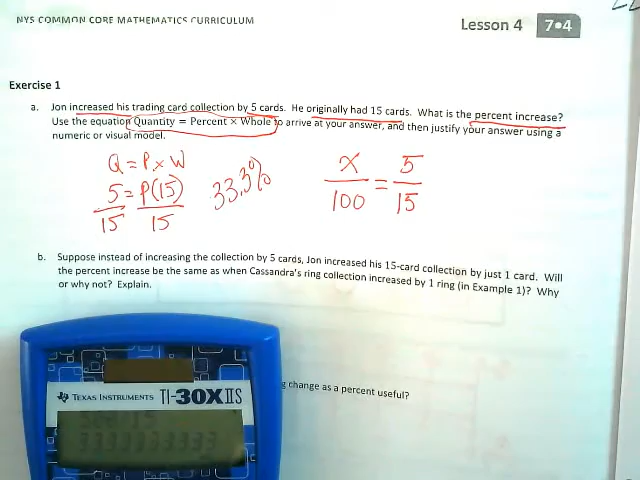 NYS COMMON CORE MATHEMATICS CURRICULUM
Lesson 4
7•4
Exercise 1
a. Jon increased his trading card collection by 5 cards. He originally had 15 cards. What is the percent increase?
Use the equation Quantity = Percent × Whole to arrive at your answer, and then justify your answer using a
numeric or visual model.
Q = P x W
5 = P(15)
15 15
33.3%
x/100 = 5/15
b. Suppose instead of increasing the collection by 5 cards, Jon increased his 15-card collection by just 1 card. Will
the percent increase be the same as when Cassandra's ring collection increased by 1 ring (in Example 1)? Why
or why not? Explain.
g change as a percent useful?
TEXAS INSTRUMENTS TI-30X IIS